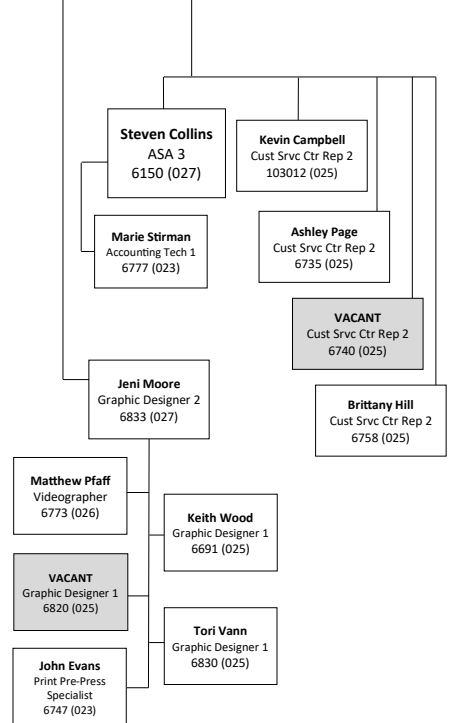 Steven Collins
ASA 3
6150 (027)
Kevin Campbell
Cust Srvc Ctr Rep 2
103012 (025)
Marie Stirman
Accounting Tech 1
6777 (023)
Ashley Page
Cust Srvc Ctr Rep 2
6735 (025)
VACANT
Cust Srvc Ctr Rep 2
6740 (025)
Brittany Hill
Cust Srvc Ctr Rep 2
6758 (025)
Jeni Moore
Graphic Designer 2
6833 (027)
Matthew Pfaff
Videographer
6773 (026)
Keith Wood
Graphic Designer 1
6691 (025)
VACANT
Graphic Designer 1
6820 (025)
Tori Vann
Graphic Designer 1
6830 (025)
John Evans
Print Pre-Press
Specialist
6747 (023)